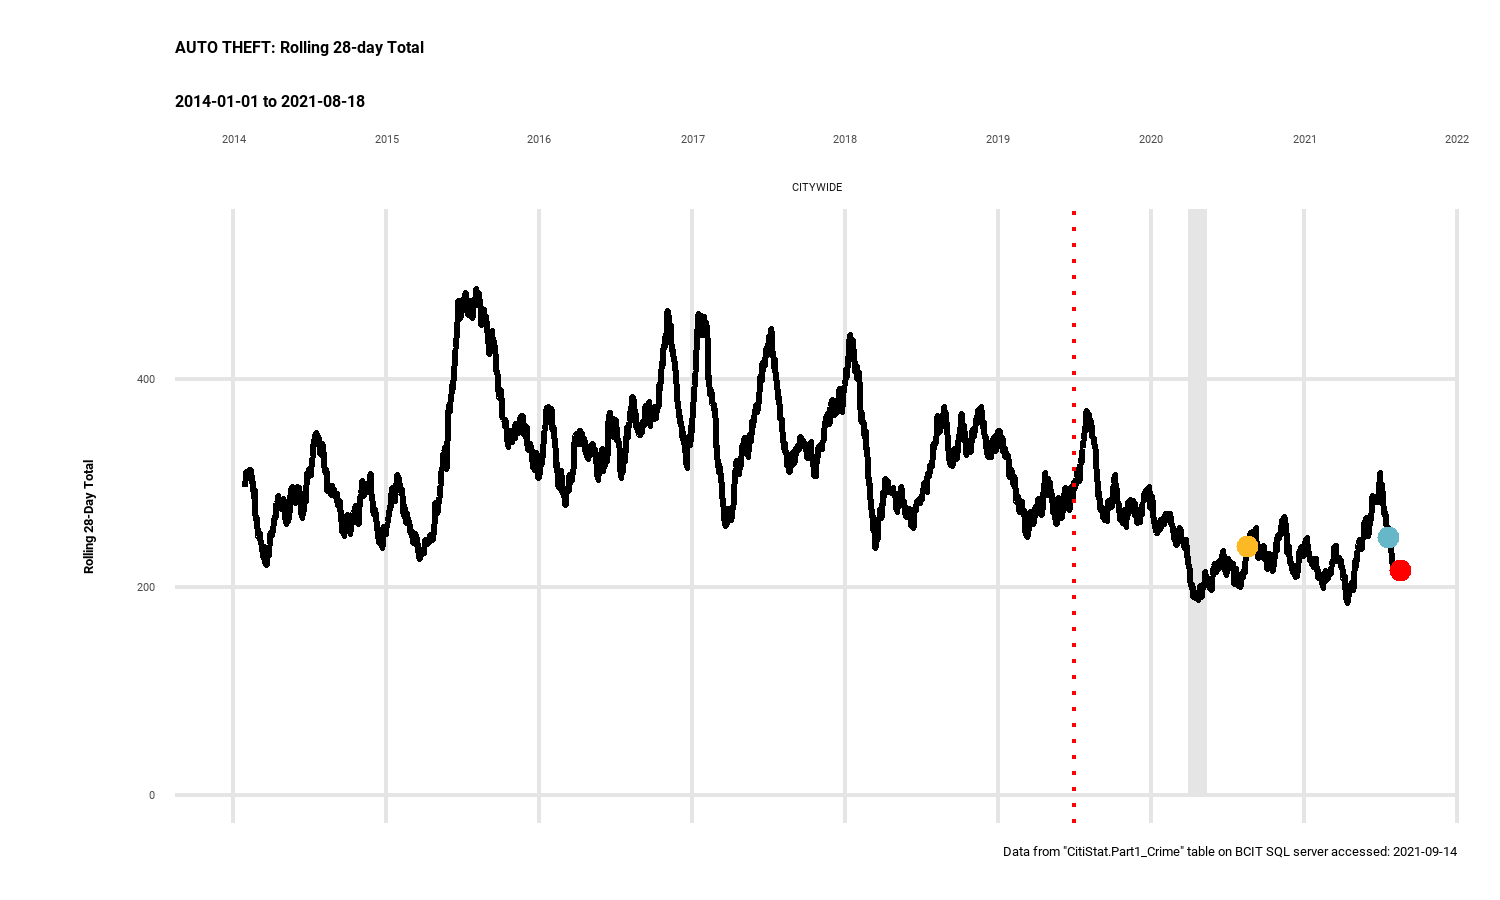 AUTO THEFT: Rolling 28-day Total
2014-01-01 to 2021-08-18
2014 2015 2016 2017 2018 2019 2020 2021 2022
CITYWIDE
400
200
0
Rolling 28-Day Total
Data from "CitiStat.Part1_Crime" table on BCIT SQL server accessed: 2021-09-14